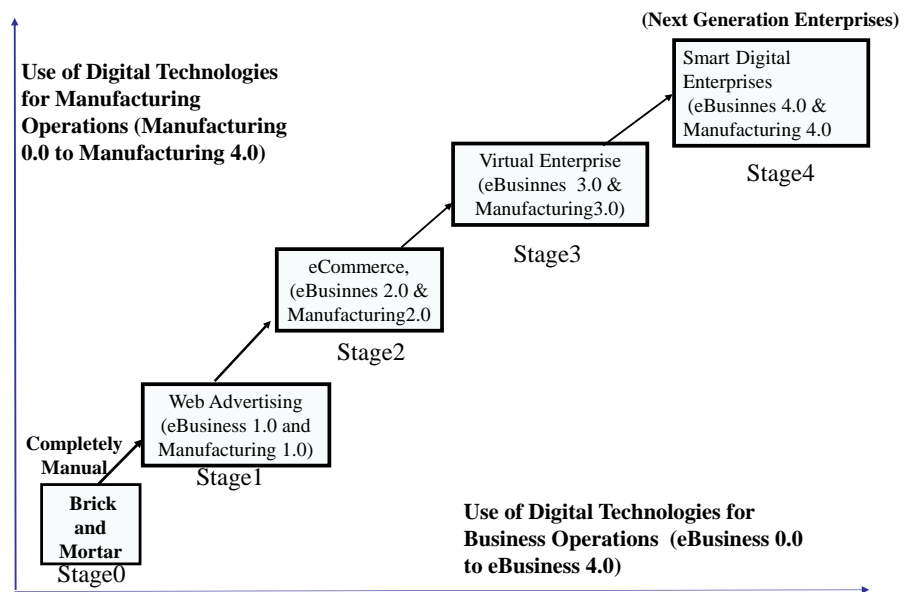 (Next Generation Enterprises)
Use of Digital Technologies
for Manufacturing
Operations (Manufacturing
0.0 to Manufacturing 4.0)
Smart Digital
Enterprises
(eBusinnes 4.0 &
Manufacturing 4.0
Stage4
Virtual Enterprise
(eBusinnes 3.0 &
Manufacturing3.0)
Stage3
eCommerce,
(eBusinnes 2.0 &
Manufacturing2.0
Stage2
Web Advertising
(eBusiness 1.0 and
Manufacturing 1.0)
Stage1
Completely
Manual
Brick
and
Mortar
Stage0
Use of Digital Technologies for
Business Operations (eBusiness 0.0
to eBusiness 4.0)